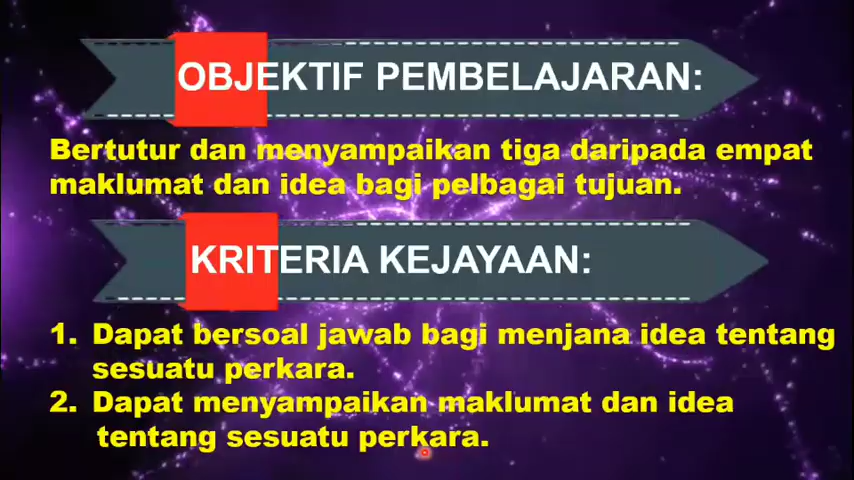 OBJEKTIF PEMBELAJARAN:
Bertutur dan menyampaikan tiga daripada empat
maklumat dan idea bagi pelbagai tujuan.
KRITERIA KEJAYAAN:
1. Dapat bersoal jawab bagi menjana idea tentang
sesuatu perkara.
2. Dapat menyampaikan maklumat dan idea
tentang sesuatu perkara.